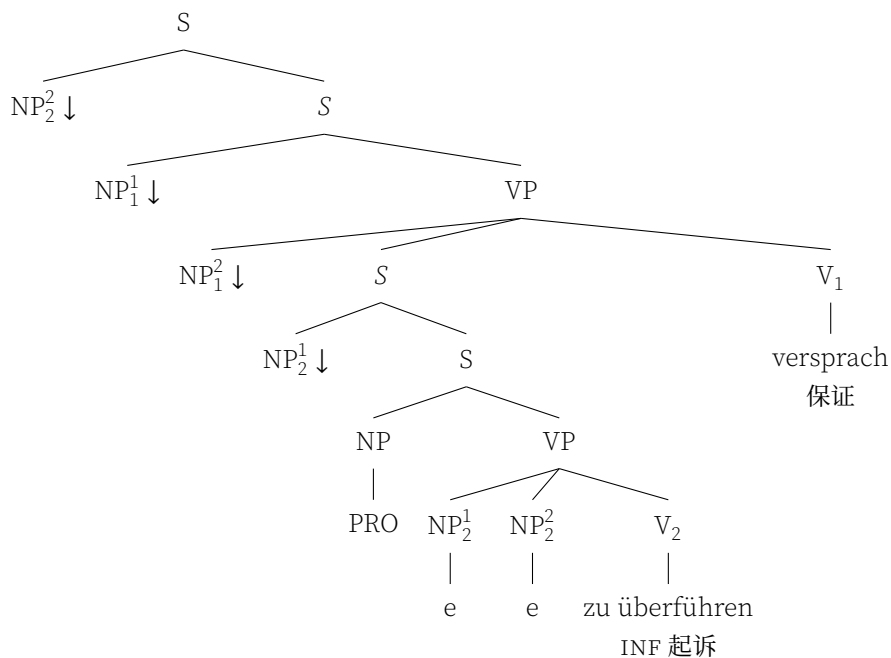 S
NP₂² ↓ S
NP₁¹ ↓ VP
NP₁² ↓ S V₁
NP₂¹ ↓ S versprach
保证
NP VP
PRO NP₂¹ NP₂² V₂
e e zu überführen
INF 起诉